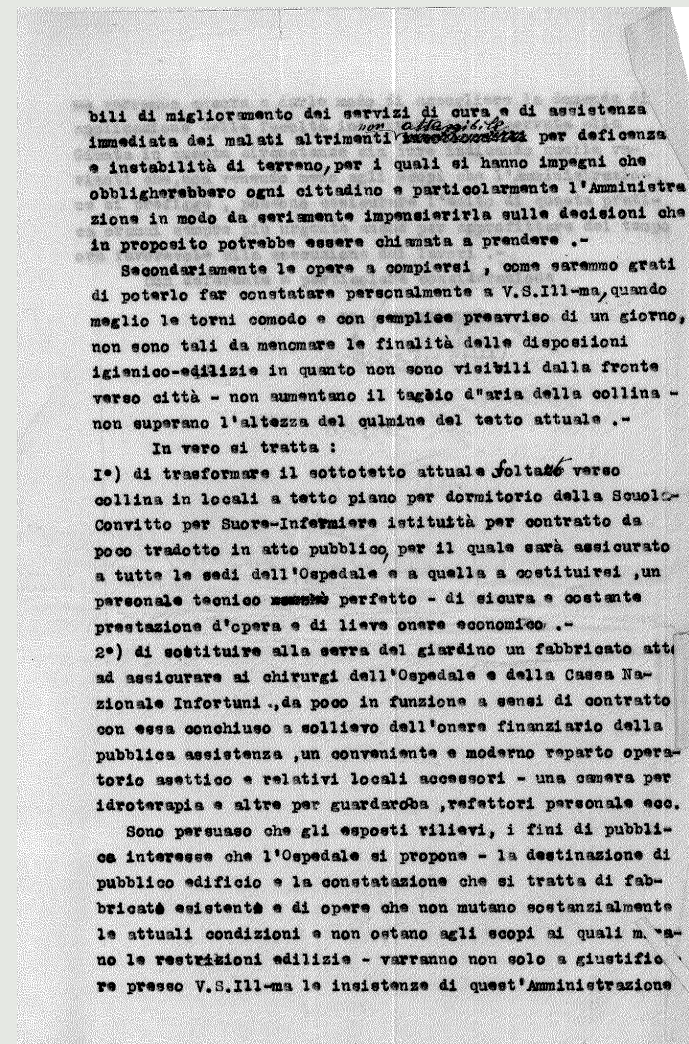 bili di miglioramento dei servizi di cura e di assistenza
non attagibile
immediata dei malati altrimenti per deficenza
e instabilità di terreno, per i quali si hanno impegni che
obbligherebbero ogni cittadino e particolarmente l'Amministra
zione in modo da seriamente impensierirla sulle decisioni che
in proposito potrebbe essere chiamata a prendere .-
Secondariamente le opere a compiersi , come saremmo grati
di poterlo far constatare personalmente a V.S.Ill-ma, quando
meglio le torni comodo e con semplice preavviso di un giorno,
non sono tali da menomare le finalità delle disposiioni
igienico-edilizie in quanto non sono visibili dalla fronte
verso città - non aumentano il tagbio d"aria della collina -
non superano l'altezza del qulmine del tetto attuale .-
In vero si tratta :
I°) di trasformare il sottotetto attuale soltanto verso
collina in locali a tetto piano per dormitorio della Scuola-
Convitto per Suore-Infermiere istituità per contratto da
poco tradotto in atto pubblico, per il quale sarà assicurato
a tutte le sedi dell'Ospedale e a quella a costituirsi ,un
personale tecnico perfetto - di sicura e costante
prestazione d'opera e di lieve onere economico .-
2°) di sostituire alla serra del giardino un fabbricato atto
ad assicurare ai chirurgi dell'Ospedale e della Cassa Na-
zionale Infortuni .,da poco in funzione a sensi di contratto
con essa conchiuso a sollievo dell'onere finanziario della
pubblica assistenza ,un conveniente e moderno reparto opera-
torio asettico e relativi locali accessori - una camera per
idroterapia e altre per guardaroba ,refettori personale ecc.
Sono persuaso che gli esposti rilievi, i fini di pubbli-
ca interesse che l'Ospedale si propone - la destinazione di
pubblico edificio e la constatazione che si tratta di fab-
bricato esistente e di opere che non mutano sostanzialmente
le attuali condizioni e non ostano agli scopi ai quali mira-
no le restrizioni edilizie - varranno non solo a giustifica
re presso V.S.Ill-ma le insistenze di quest'Amministrazione